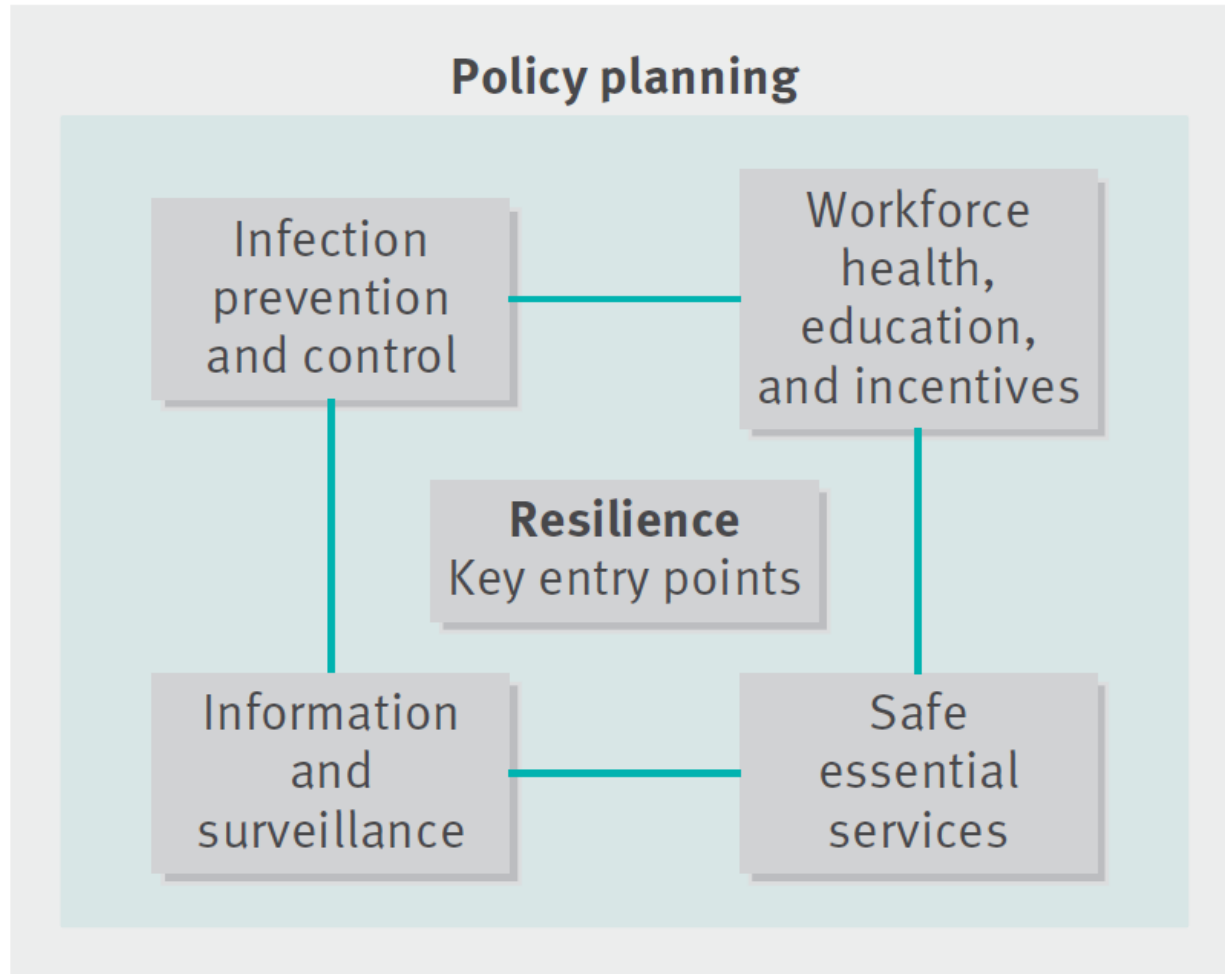 Policy planning
Infection
prevention
and control
Workforce
health,
education,
and incentives
Resilience
Key entry points
Information
and
surveillance
Safe
essential
services